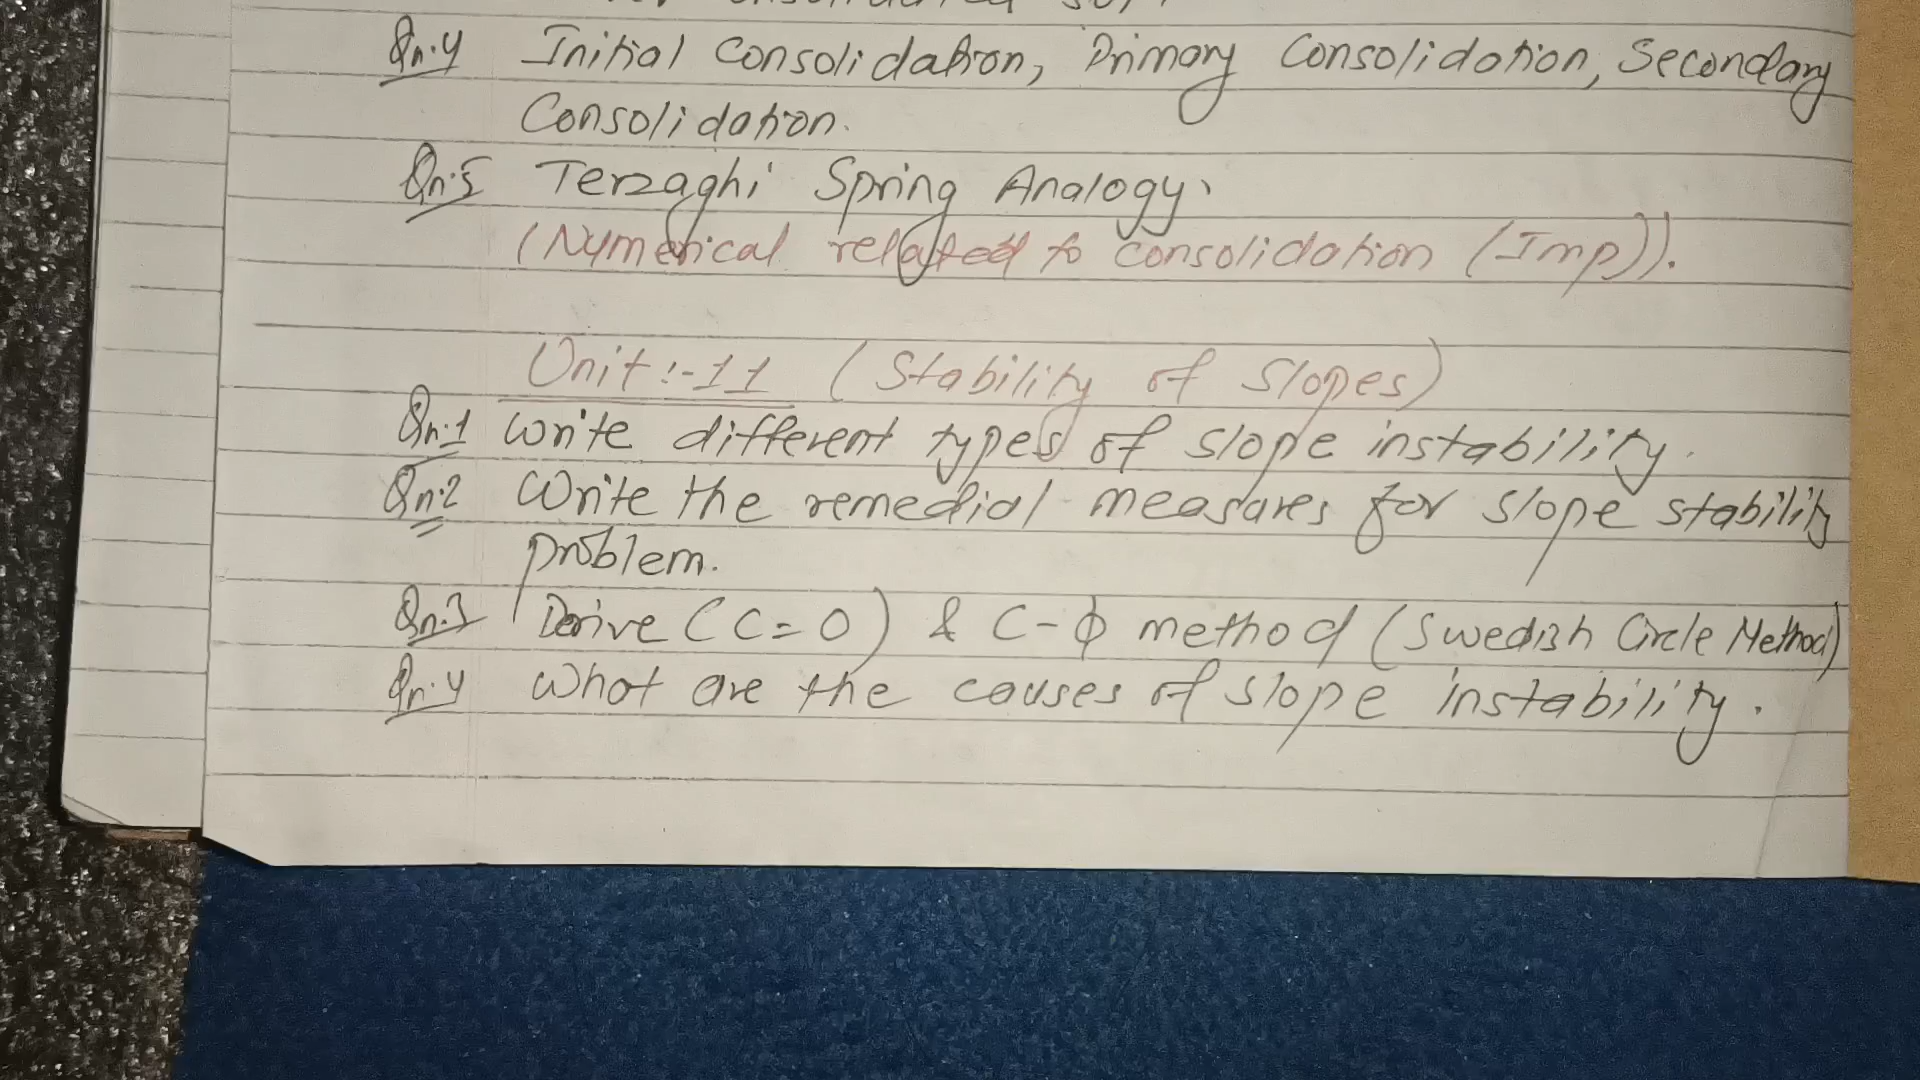 Qn.4 Initial Consolidation, Primary Consolidation, Secondary
Consolidation.
Qn.5 Terzaghi Spring Analogy.
(Numerical related to consolidation (Imp)).
Unit:-11 (Stability of Slopes)
Qn.1 Write different types of slope instability.
Qn.2 Write the remedial measures for slope stability
problem.
Qn.3 Derive (C=0) & C-ϕ method (Swedish Circle Method)
Qn.4 What are the causes of slope instability.